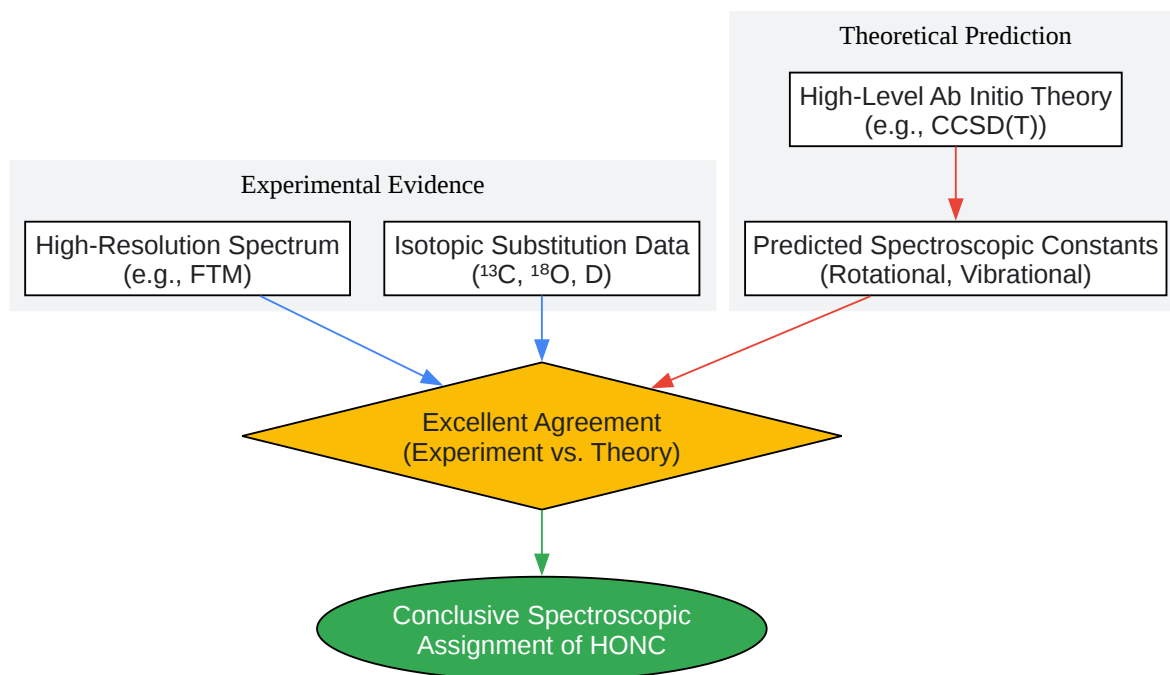 Theoretical Prediction
High-Level Ab Initio Theory
(e.g., CCSD(T))
Experimental Evidence
High-Resolution Spectrum
(e.g., FTM)
Isotopic Substitution Data
(¹³C, ¹⁸O, D)
Predicted Spectroscopic Constants
(Rotational, Vibrational)
Excellent Agreement
(Experiment vs. Theory)
Conclusive Spectroscopic
Assignment of HONC